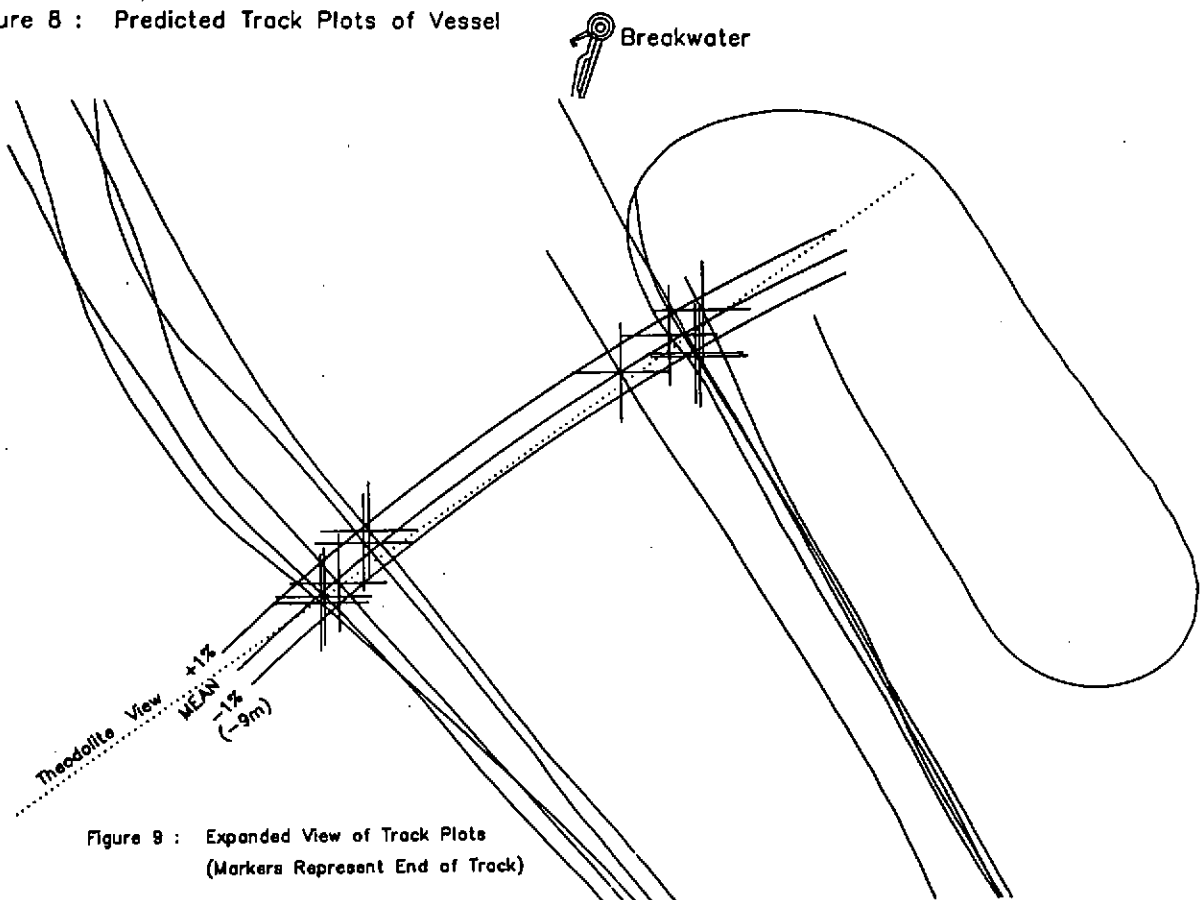 ure 8 : Predicted Track Plots of Vessel
Breakwater
+1%
MEAN
-1%
(-9m)
Theodolite View
Figure 9 : Expanded View of Track Plots
(Markers Represent End of Track)